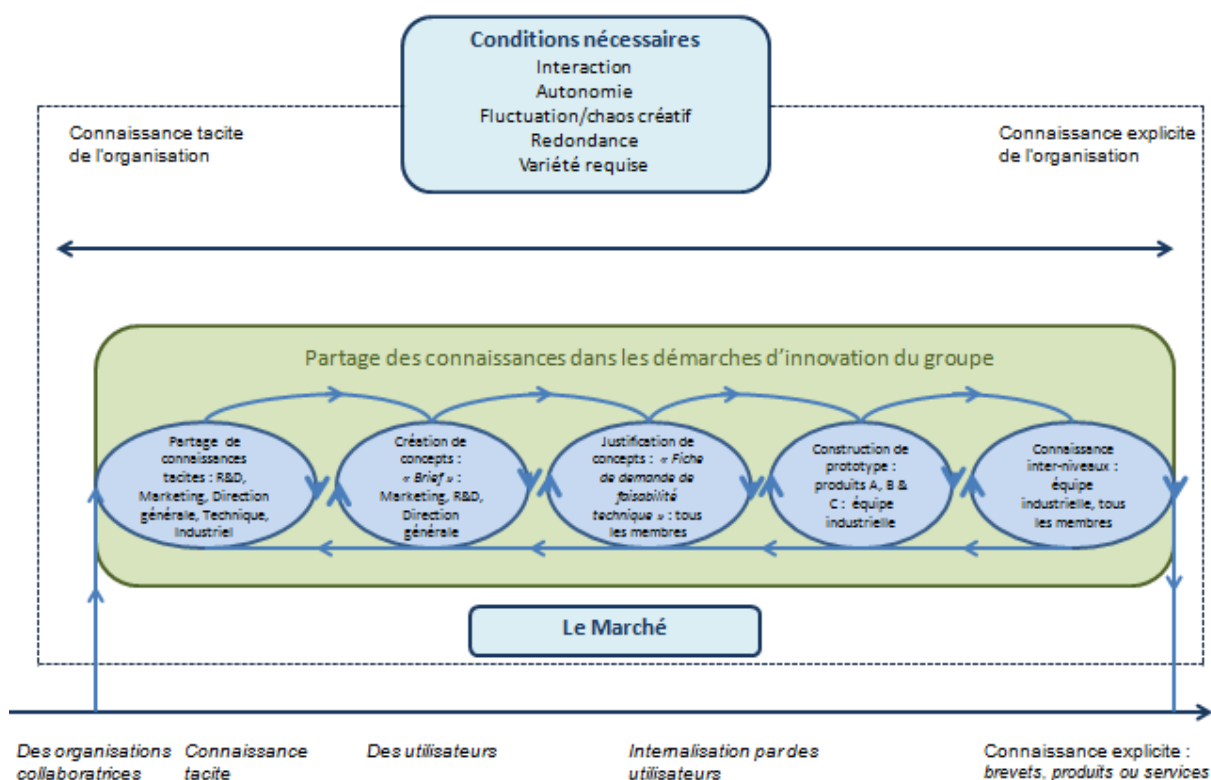 Conditions nécessaires
Interaction
Autonomie
Fluctuation/chaos créatif
Redondance
Variété requise
Connaissance tacite
de l'organisation
Connaissance explicite
de l'organisation
Partage des connaissances dans les démarches d'innovation du groupe
Partage de
connaissances
tacites : R&D,
Marketing, Direction
générale, Technique,
Industriel
Création de
concepts :
« Brief » :
Marketing, R&D,
Direction
générale
Justification de
concepts : « Fiche
de demande de
faisabilité
technique » : tous
les membres
Construction de
prototype :
produits A, B &
C : équipe
industrielle
Connaissance
inter-niveaux :
équipe
industrielle, tous
les membres
Le Marché
Des organisations
collaboratrices
Connaissance
tacite
Des utilisateurs
Internalisation par des
utilisateurs
Connaissance explicite :
brevets, produits ou services